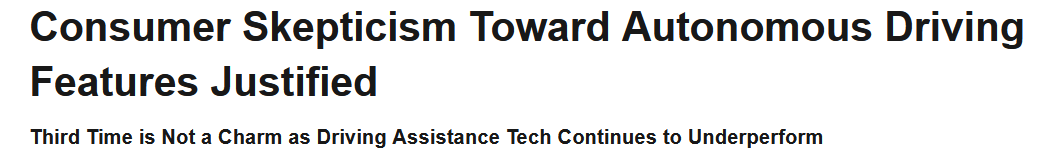 Consumer Skepticism Toward Autonomous Driving
Features Justified
Third Time is Not a Charm as Driving Assistance Tech Continues to Underperform